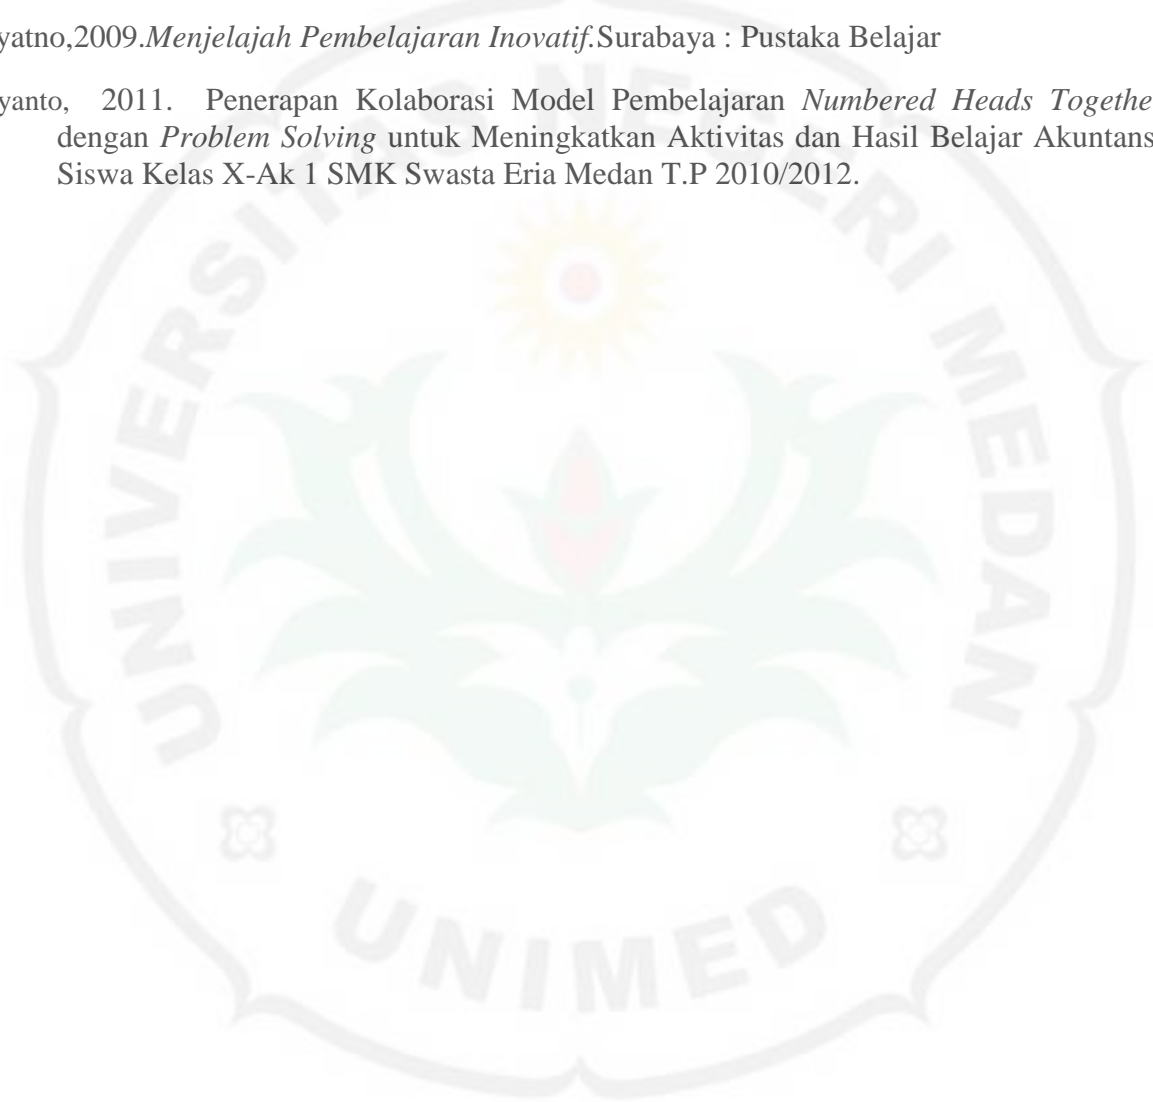 yatno,2009.Menjelajah Pembelajaran Inovatif.Surabaya : Pustaka Belajar
yanto, 2011. Penerapan Kolaborasi Model Pembelajaran Numbered Heads Togethe
dengan Problem Solving untuk Meningkatkan Aktivitas dan Hasil Belajar Akuntans
Siswa Kelas X-Ak 1 SMK Swasta Eria Medan T.P 2010/2012.
UNIVERSITAS NEGERI MEDAN
UNIMED